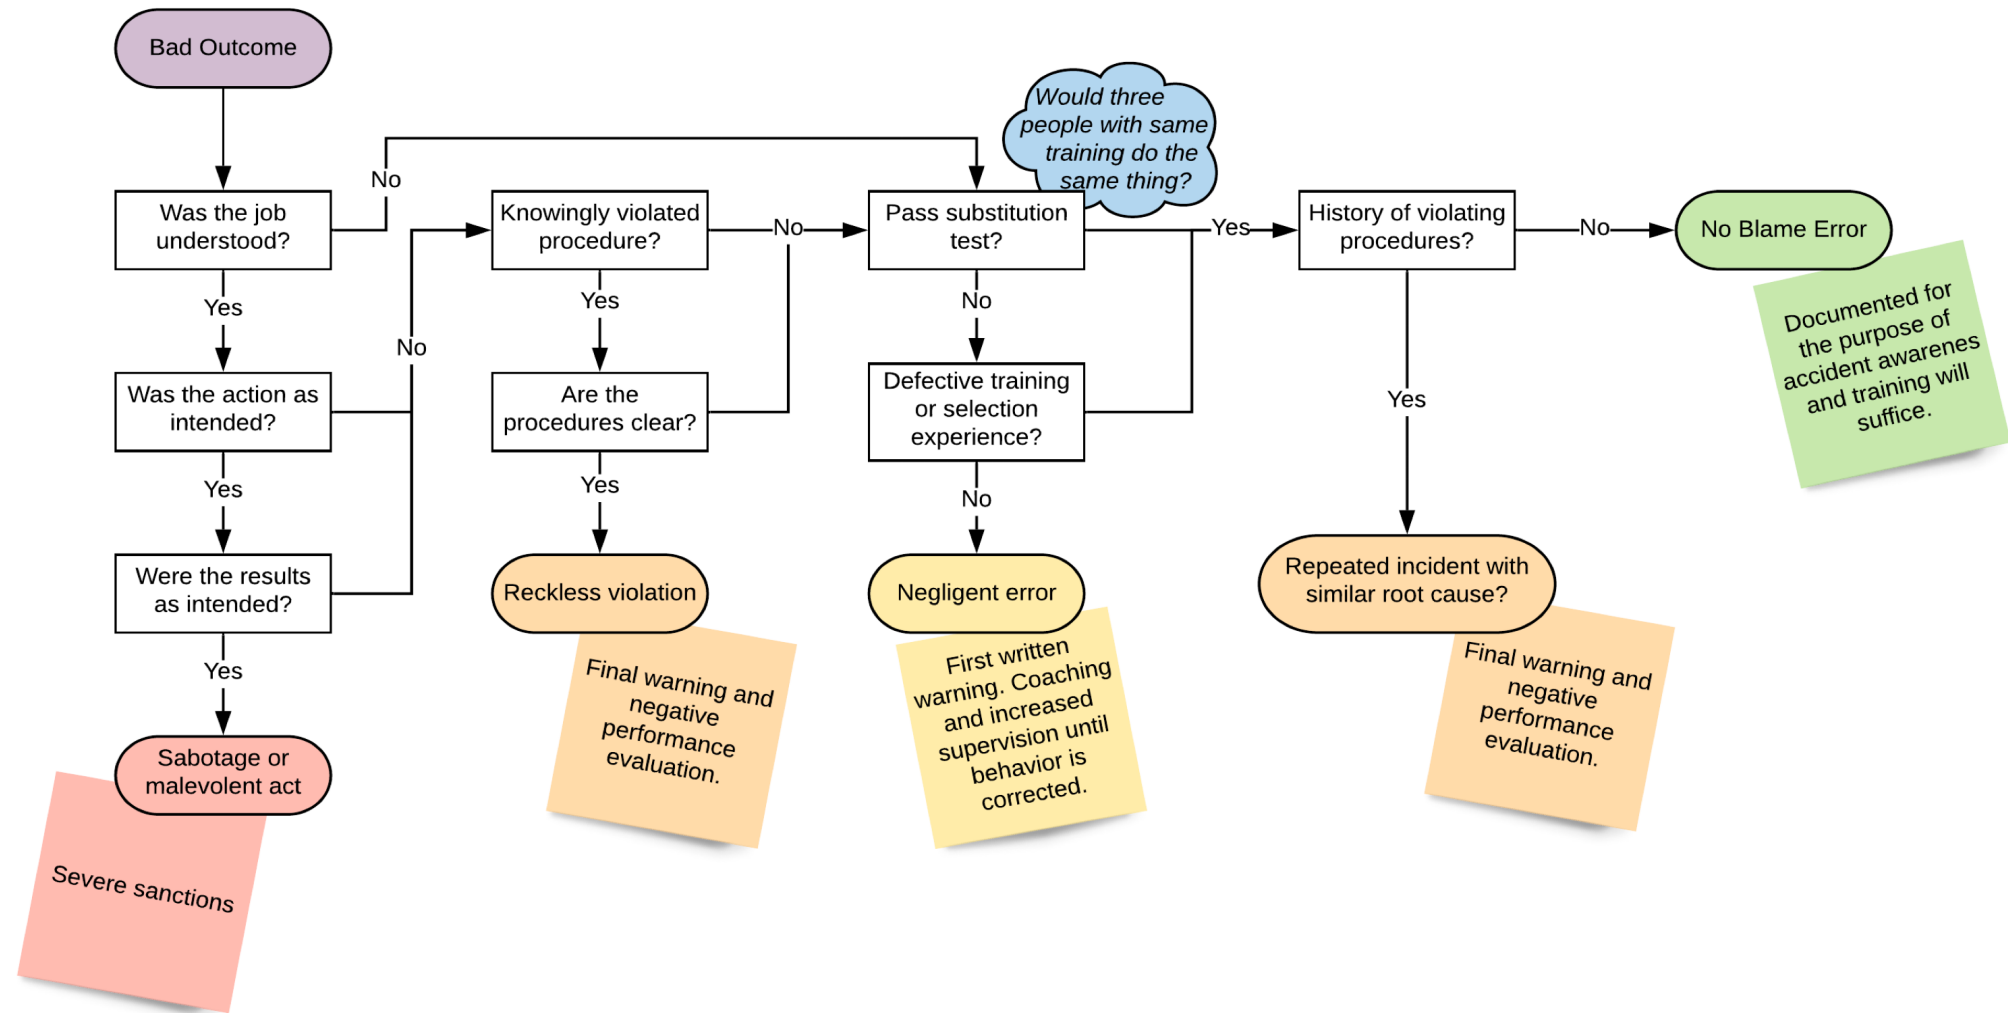 Bad Outcome
Would three
people with same
training do the
same thing?
No
Was the job
understood?
Knowingly violated
procedure?
No
Pass substitution
test?
Yes
History of violating
procedures?
No
No Blame Error
Documented for
the purpose of
accident awarenes
and training will
suffice.
Yes
Yes
No
No
Was the action as
intended?
Are the
procedures clear?
Defective training
or selection
experience?
Yes
Yes
Yes
No
Were the results
as intended?
Reckless violation
Negligent error
Repeated incident with
similar root cause?
Yes
Final warning and
negative
performance
evaluation.
First written
warning. Coaching
and increased
supervision until
behavior is
corrected.
Final warning and
negative
performance
evaluation.
Sabotage or
malevolent act
Severe sanctions